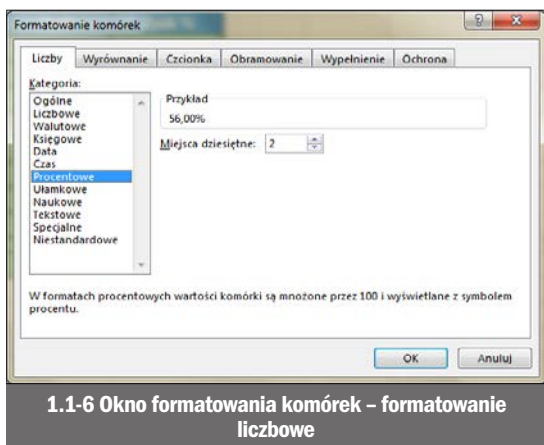 Formatowanie komórek
Liczby Wyrównanie Czcionka Obramowanie Wypełnienie Ochrona
Kategoria:
Ogólne
Liczbowe
Walutowe
Księgowe
Data
Czas
Procentowe
Ułamkowe
Naukowe
Tekstowe
Specjalne
Niestandardowe
Przykład
56,00%
Miejsca dziesiętne: 2
W formatach procentowych wartości komórki są mnożone przez 100 i wyświetlane z symbolem
procentu.
OK Anuluj
1.1-6 Okno formatowania komórek – formatowanie
liczbowe